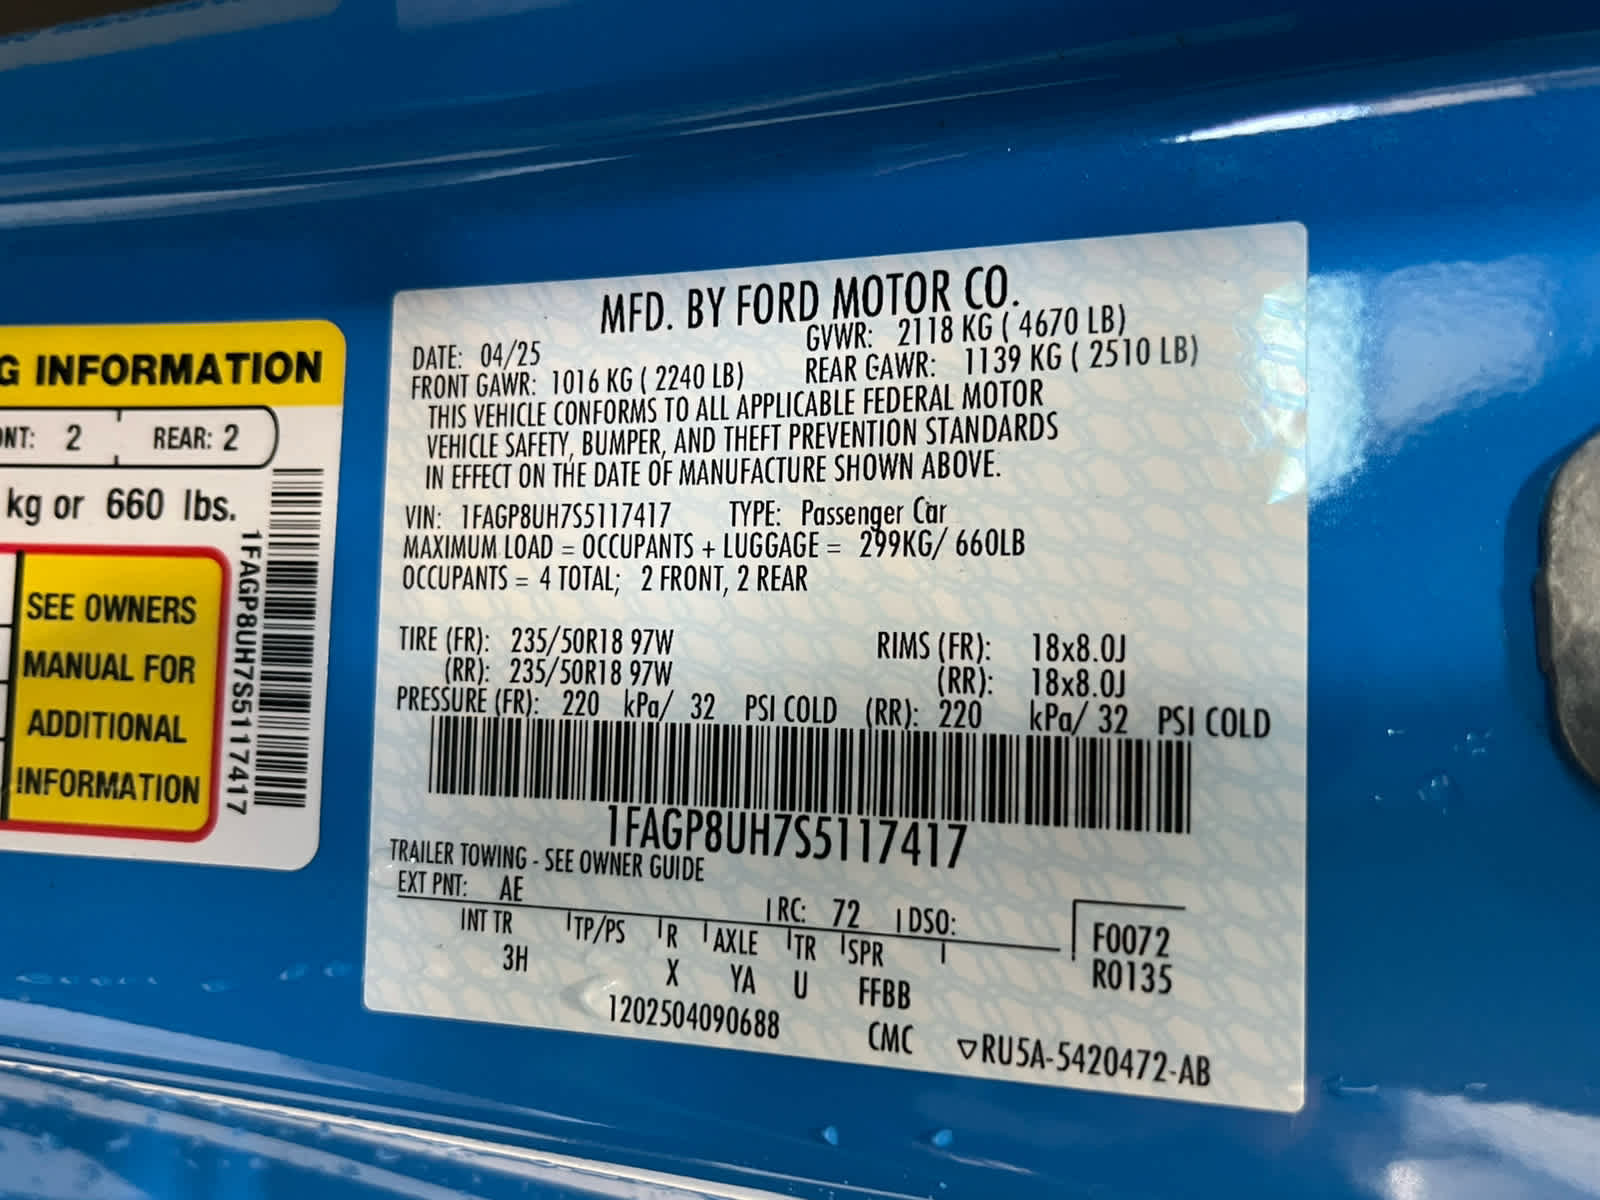 G INFORMATION
NT: 2 REAR: 2
kg or 660 lbs.
SEE OWNERS
MANUAL FOR
ADDITIONAL
INFORMATION
1FAGP8UH7S5117417
MFD. BY FORD MOTOR CO.
DATE: 04/25 GVWR: 2118 KG ( 4670 LB)
FRONT GAWR: 1016 KG ( 2240 LB) REAR GAWR: 1139 KG ( 2510 LB)
THIS VEHICLE CONFORMS TO ALL APPLICABLE FEDERAL MOTOR
VEHICLE SAFETY, BUMPER, AND THEFT PREVENTION STANDARDS
IN EFFECT ON THE DATE OF MANUFACTURE SHOWN ABOVE.
VIN: 1FAGP8UH7S5117417 TYPE: Passenger Car
MAXIMUM LOAD = OCCUPANTS + LUGGAGE = 299KG/ 660LB
OCCUPANTS = 4 TOTAL; 2 FRONT, 2 REAR
TIRE (FR): 235/50R18 97W RIMS (FR): 18x8.0J
(RR): 235/50R18 97W (RR): 18x8.0J
PRESSURE (FR): 220 kPa/ 32 PSI COLD (RR): 220 kPa/ 32 PSI COLD
1FAGP8UH7S5117417
TRAILER TOWING - SEE OWNER GUIDE
EXT PNT: AE RC: 72 DSO:
INT TR TP/PS R AXLE TR SPR F0072
3H X YA U FFBB R0135
1202504090688 CMC ▽RU5A-5420472-AB